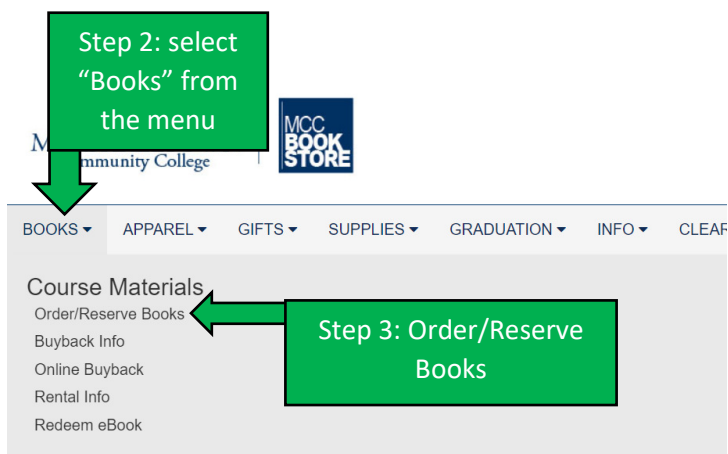 Step 2: select
“Books” from
the menu
M
mmunity College
MCC
BOOK
STORE
BOOKS APPAREL GIFTS SUPPLIES GRADUATION INFO CLEAR
Course Materials
Order/Reserve Books
Step 3: Order/Reserve
Books
Buyback Info
Online Buyback
Rental Info
Redeem eBook